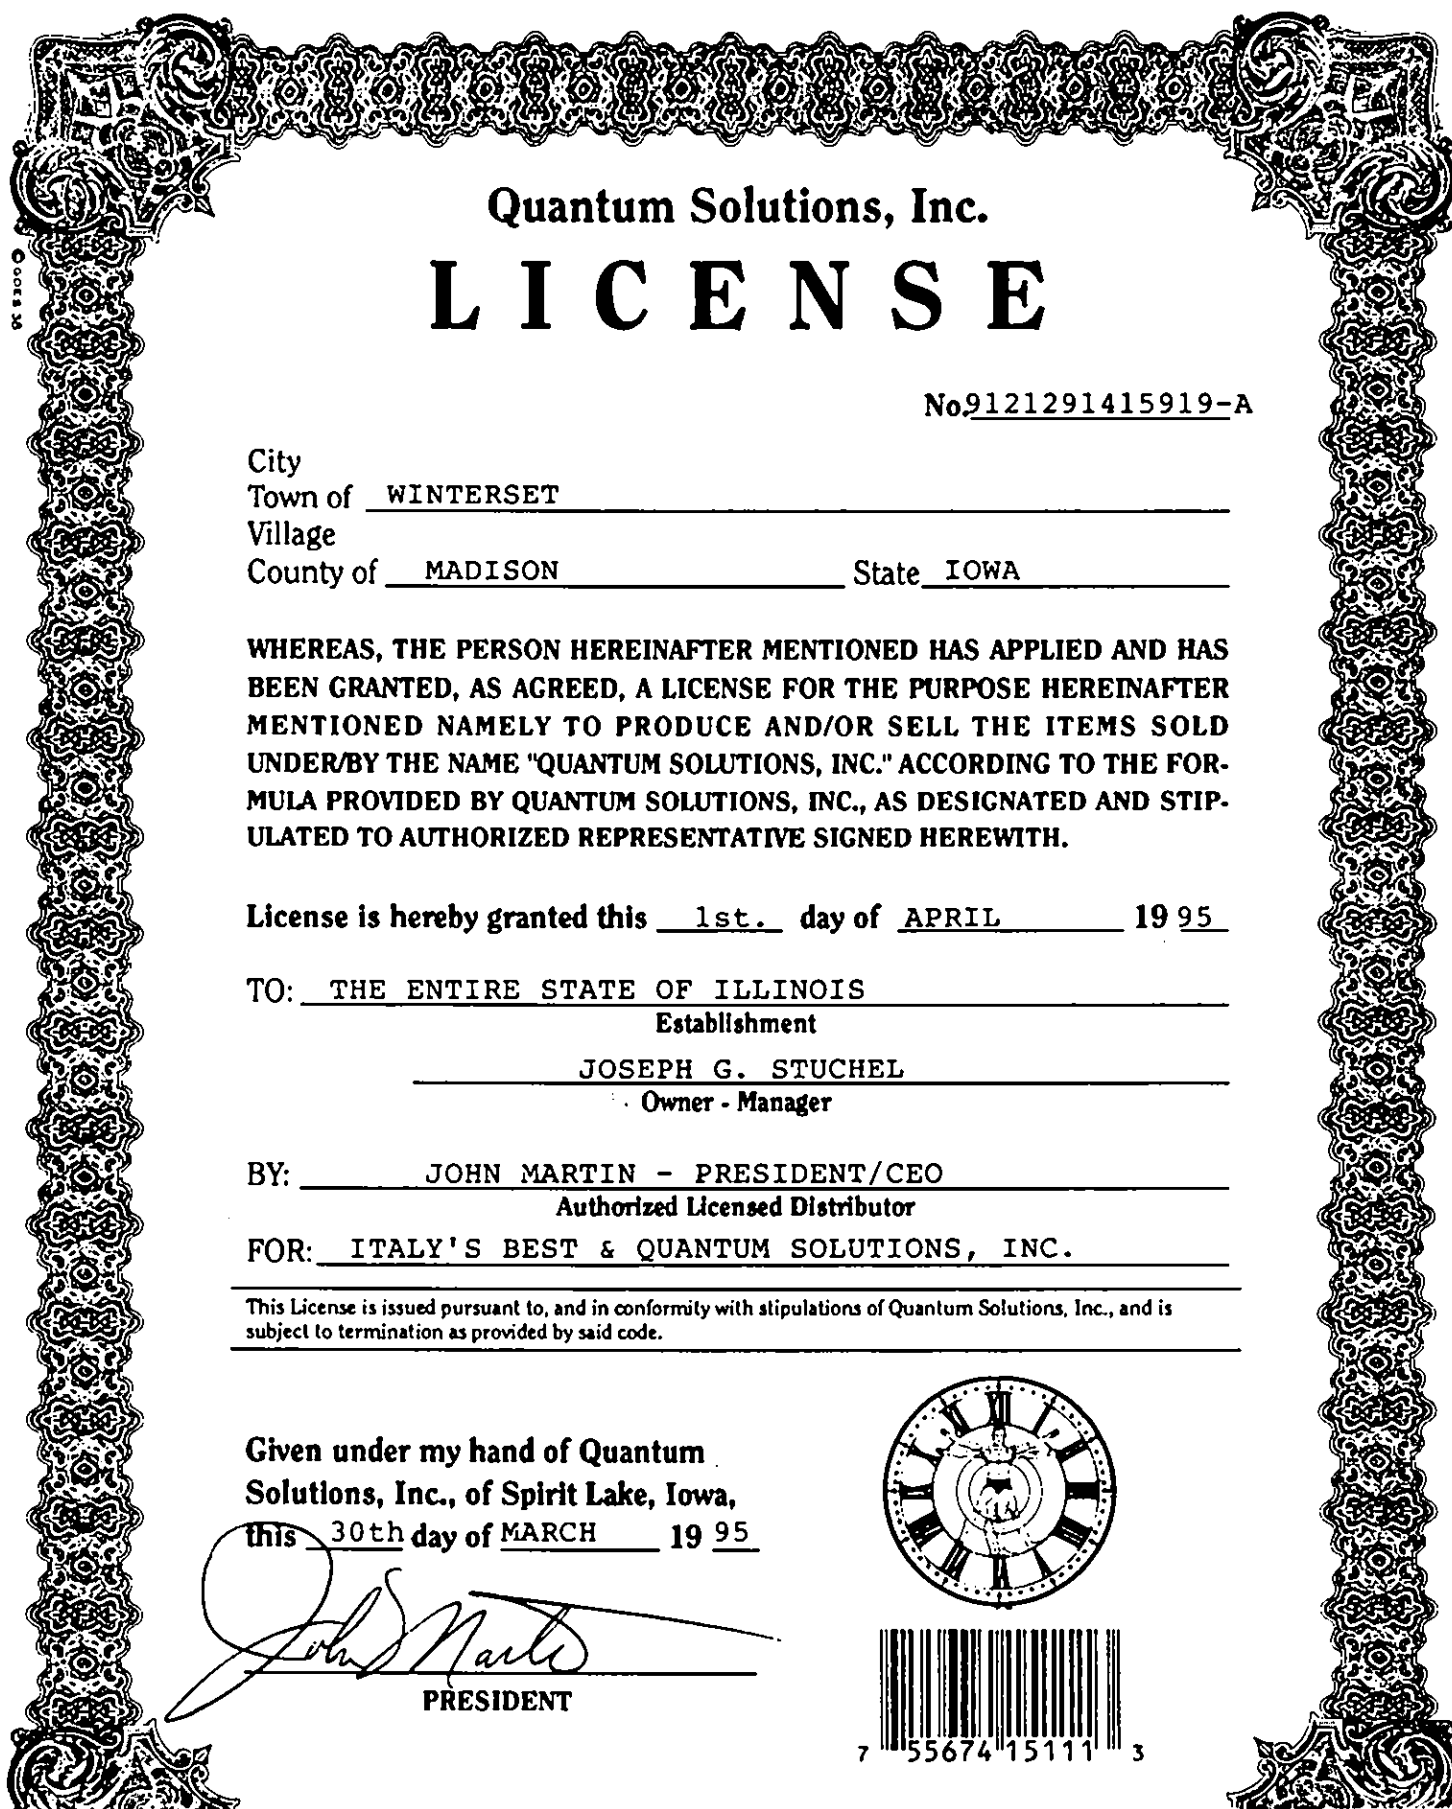 Quantum Solutions, Inc.
LICENSE
No.9121291415919-A
City
Town of WINTERSET
Village
County of MADISON State IOWA
WHEREAS, THE PERSON HEREINAFTER MENTIONED HAS APPLIED AND HAS
BEEN GRANTED, AS AGREED, A LICENSE FOR THE PURPOSE HEREINAFTER
MENTIONED NAMELY TO PRODUCE AND/OR SELL THE ITEMS SOLD
UNDER/BY THE NAME "QUANTUM SOLUTIONS, INC." ACCORDING TO THE FOR-
MULA PROVIDED BY QUANTUM SOLUTIONS, INC., AS DESIGNATED AND STIP-
ULATED TO AUTHORIZED REPRESENTATIVE SIGNED HEREWITH.
License is hereby granted this 1st. day of APRIL 19 95
TO: THE ENTIRE STATE OF ILLINOIS
Establishment
JOSEPH G. STUCHEL
Owner - Manager
BY: JOHN MARTIN - PRESIDENT/CEO
Authorized Licensed Distributor
FOR: ITALY'S BEST & QUANTUM SOLUTIONS, INC.
This License is issued pursuant to, and in conformity with stipulations of Quantum Solutions, Inc., and is
subject to termination as provided by said code.
Given under my hand of Quantum
Solutions, Inc., of Spirit Lake, Iowa,
this 30th day of MARCH 19 95
John Martin
PRESIDENT
7 55674 15111 3